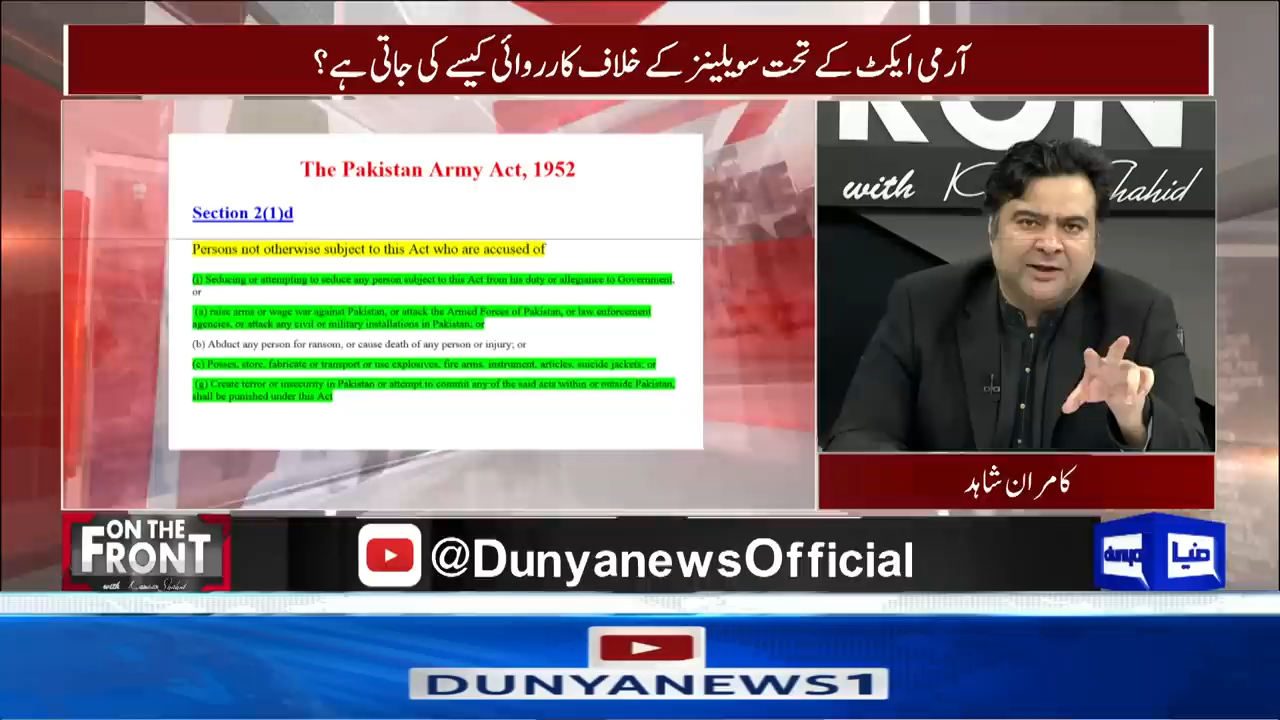 آرمی ایکٹ کے تحت سویلینز کے خلاف کارروائی کیسے کی جاتی ہے؟
The Pakistan Army Act, 1952
Section 2(1)d
Persons not otherwise subject to this Act who are accused of
(i) Seducing or attempting to seduce any person subject to this Act from his duty or allegiance to Government,
or
(a) raise arms or wage war against Pakistan, or attack the Armed Forces of Pakistan, or law enforcement
agencies, or attack any civil or military installations in Pakistan; or
(b) Abduct any person for ransom, or cause death of any person or injury; or
(c) Posses, store, fabricate or transport or use explosives, fire arms, instrument, articles, suicide jackets; or
(g) Create terror or insecurity in Pakistan or attempt to commit any of the said acts within or outside Pakistan,
shall be punished under this Act
with
Shahid
کامران شاہد
ON THE
FRONT
with Kamran Shahid
@DunyanewsOfficial
dunya
دنیا
DUNYANEWS1